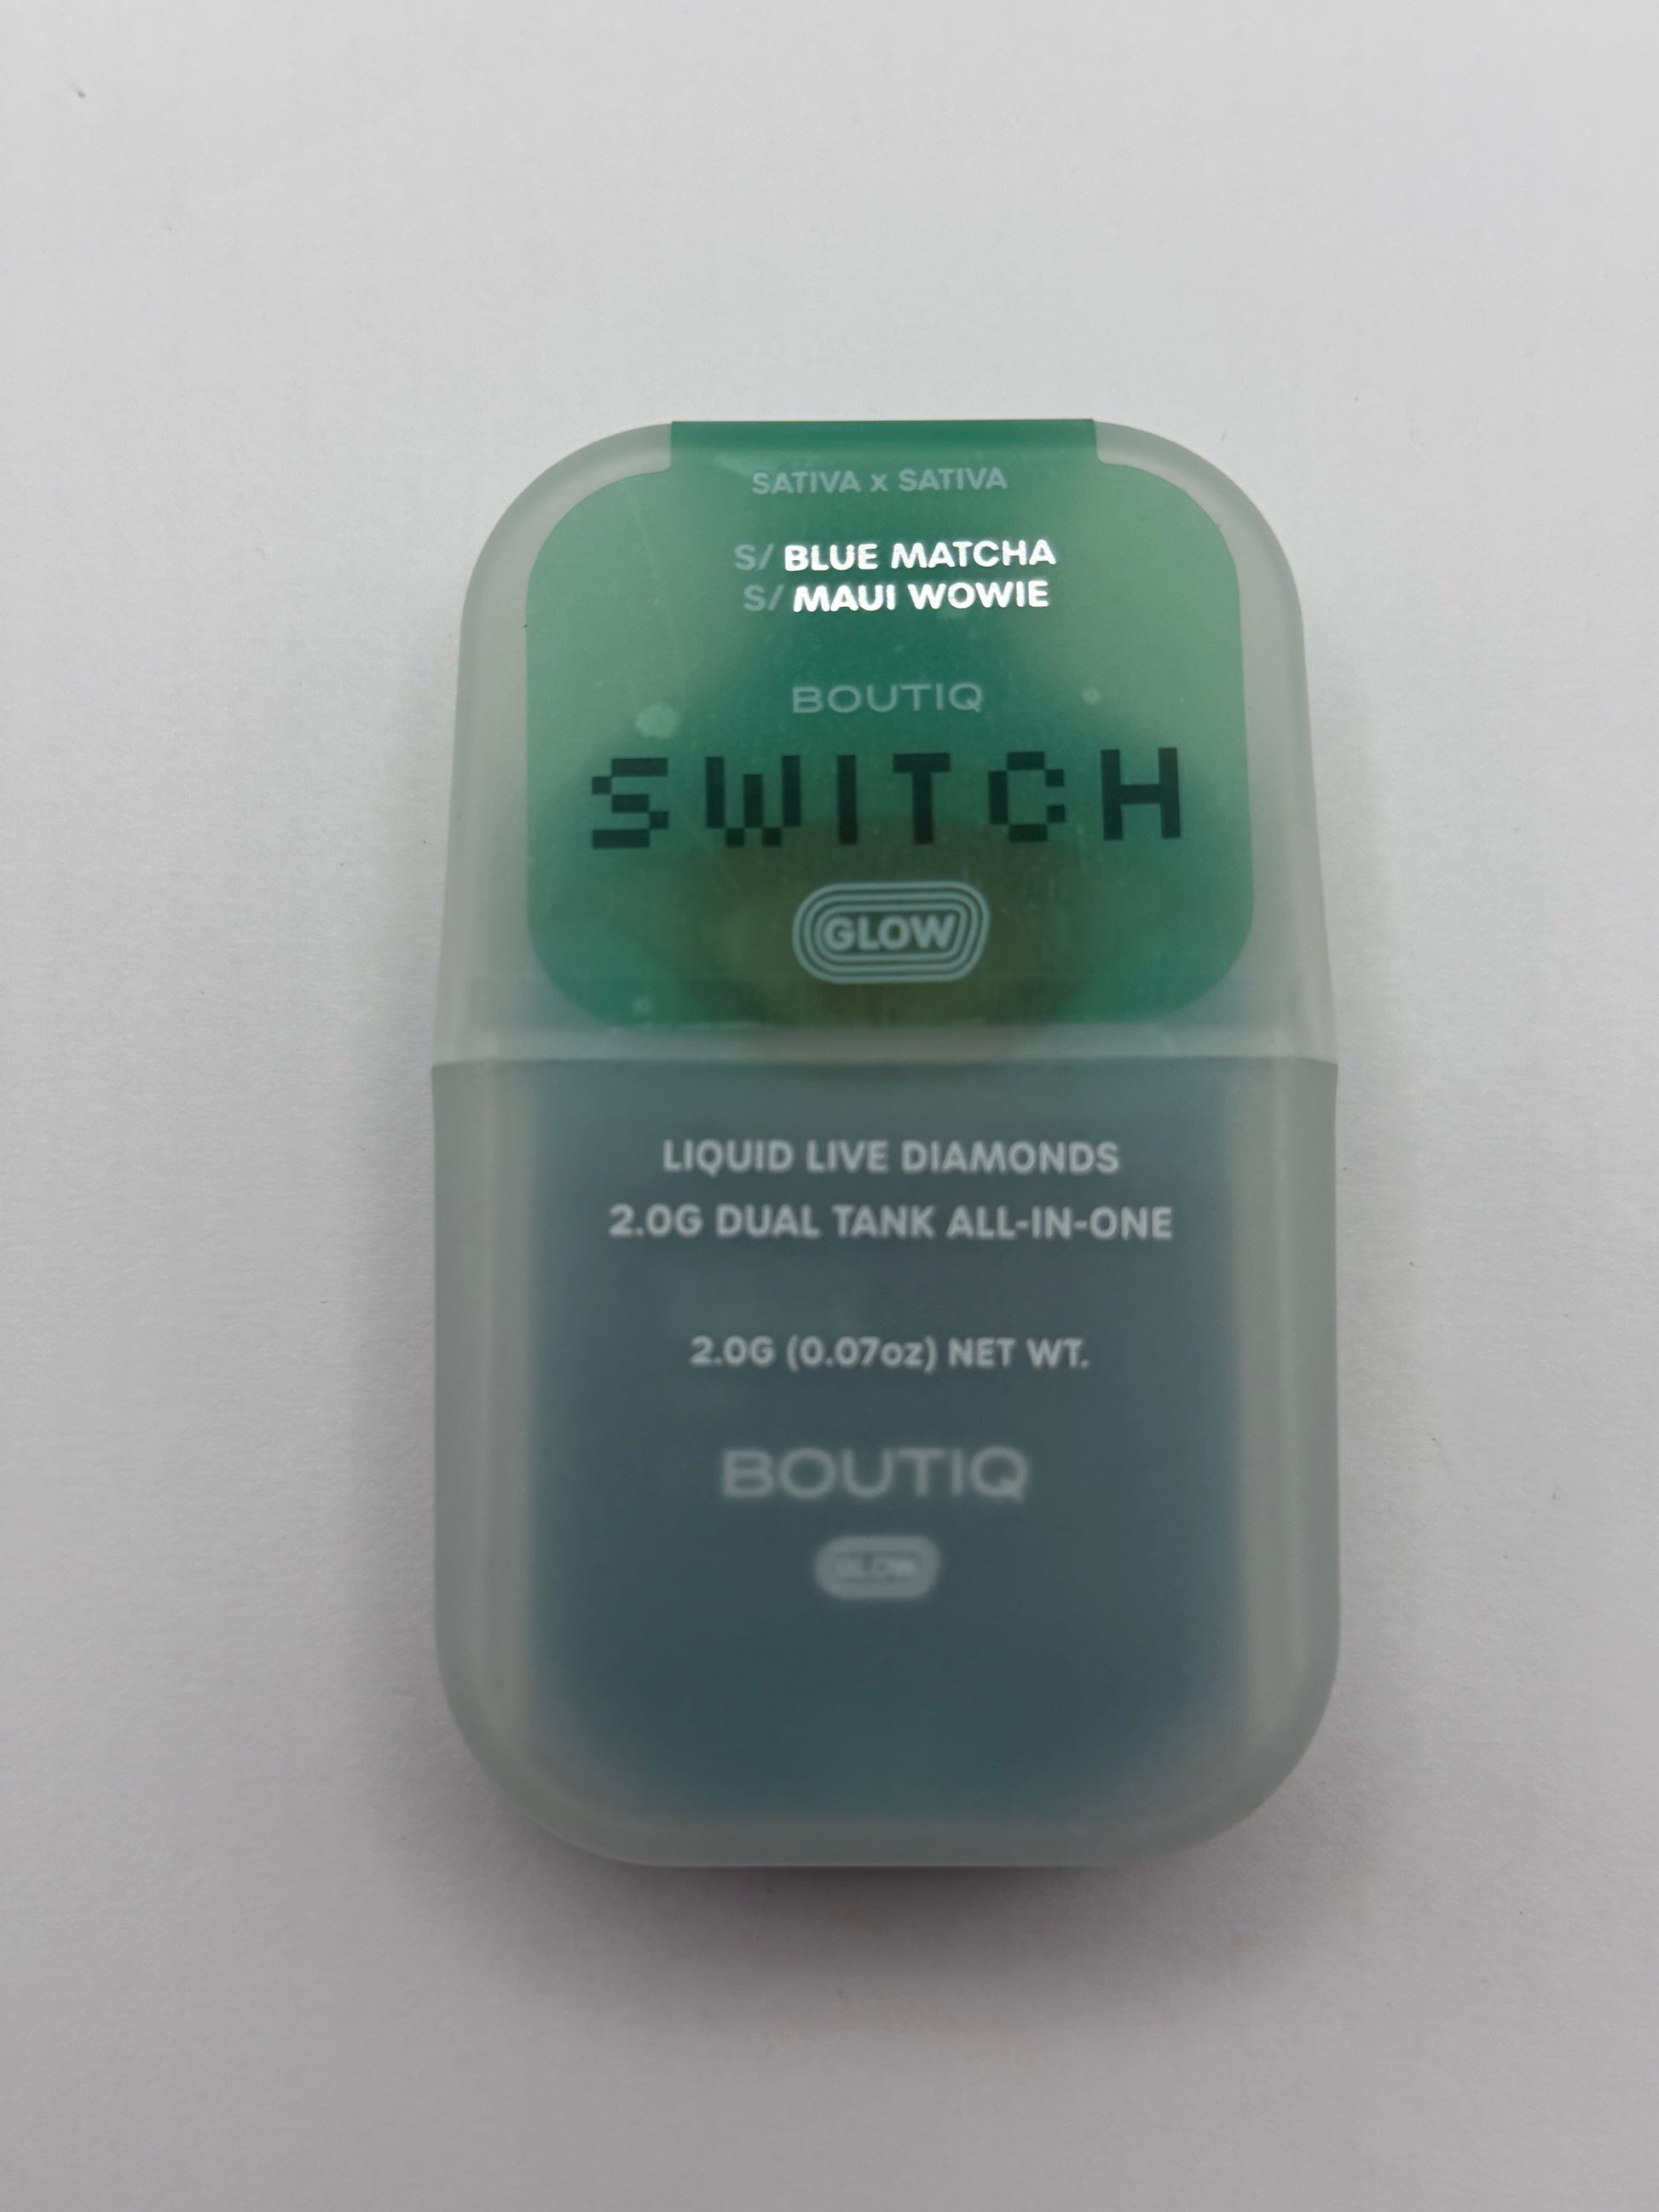 SATIVA x SATIVA
S/ BLUE MATCHA
S/ MAUI WOWIE
BOUTIQ
SWITCH
GLOW
LIQUID LIVE DIAMONDS
2.0G DUAL TANK ALL-IN-ONE
2.0G (0.07oz) NET WT.
BOUTIQ
GLOW